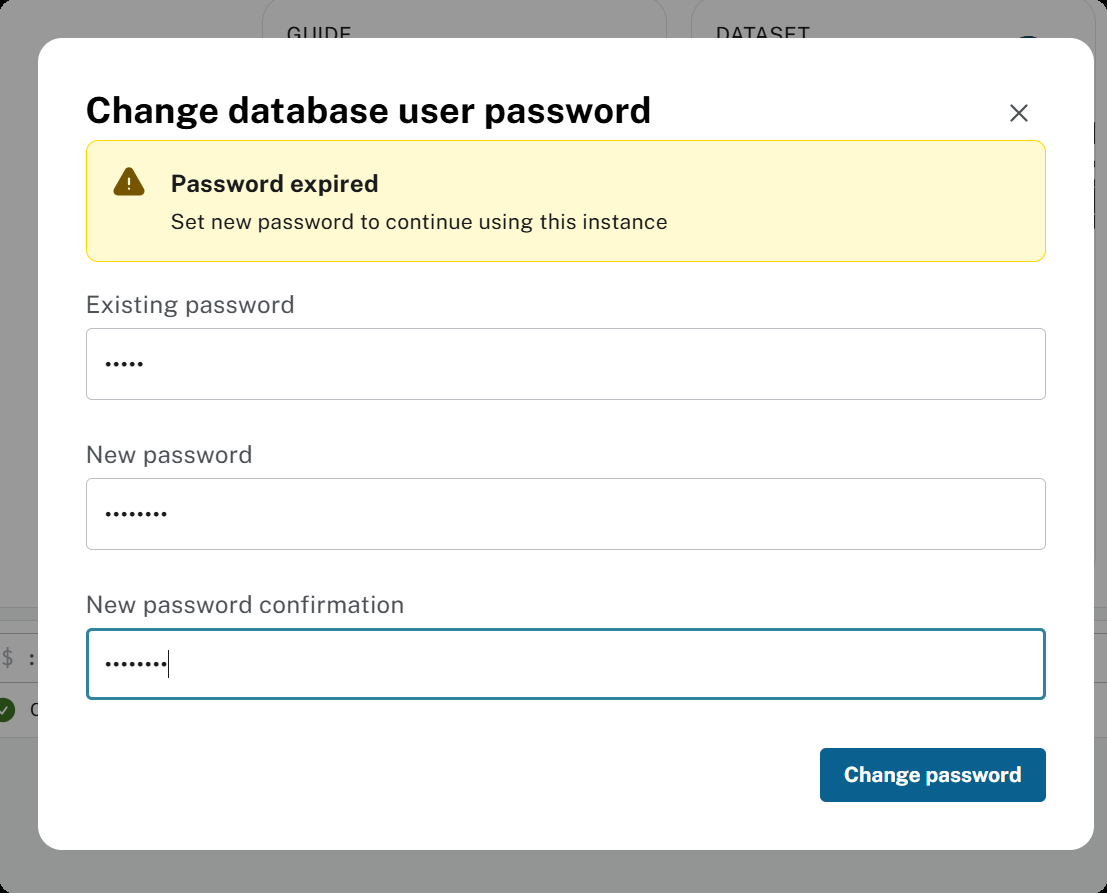 GUIDE
DATASET
Change database user password
Password expired
Set new password to continue using this instance
Existing password
•••••
New password
••••••••
New password confirmation
••••••••
$ :
Change password